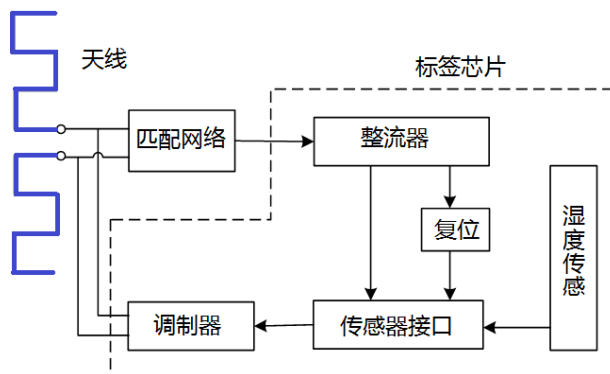 天线
标签芯片
匹配网络
整流器
复位
湿度传感
调制器
传感器接口